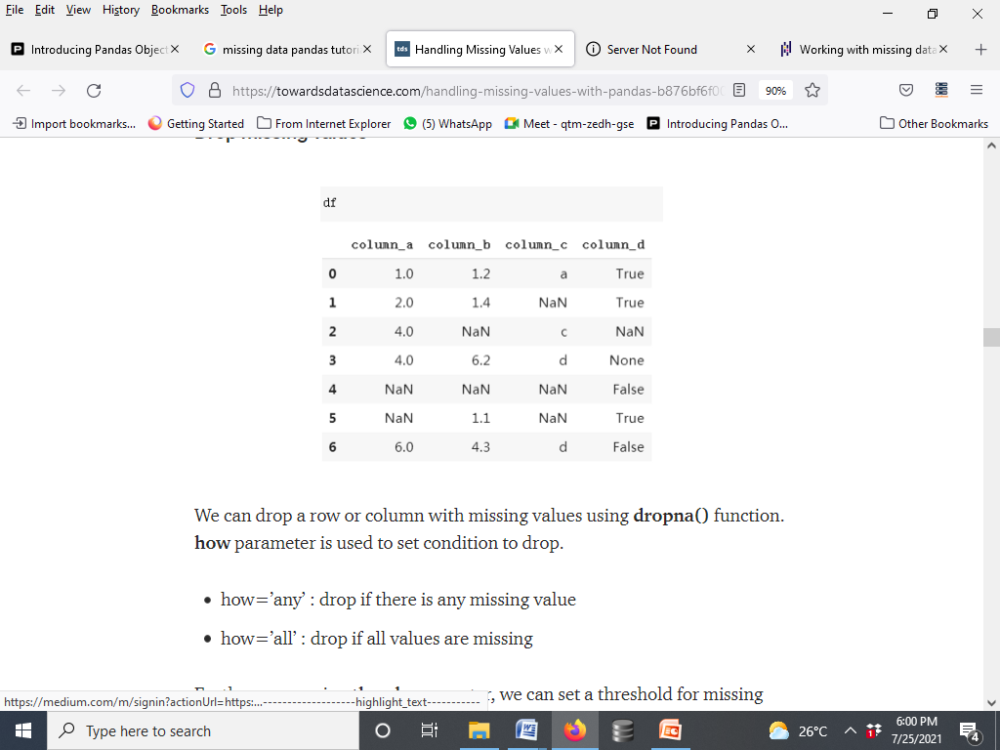 File Edit View History Bookmarks Tools Help
Introducing Pandas Object
missing data pandas tutori
tds Handling Missing Values w
Server Not Found
Working with missing data
https://towardsdatascience.com/handling-missing-values-with-pandas-b876bf6f0 90%
Import bookmarks... Getting Started From Internet Explorer (5) WhatsApp Meet - qtm-zedh-gse Introducing Pandas O... Other Bookmarks
Drop missing values
df
column_a column_b column_c column_d
0 1.0 1.2 a True
1 2.0 1.4 NaN True
2 4.0 NaN c NaN
3 4.0 6.2 d None
4 NaN NaN NaN False
5 NaN 1.1 NaN True
6 6.0 4.3 d False
We can drop a row or column with missing values using dropna() function.
how parameter is used to set condition to drop.
• how=’any’ : drop if there is any missing value
• how=’all’ : drop if all values are missing
, we can set a threshold for missing
https://medium.com/m/signin?actionUrl=https:...--------------------highlight_text-----------
Type here to search
26°C
1
6:00 PM
7/25/2021
4